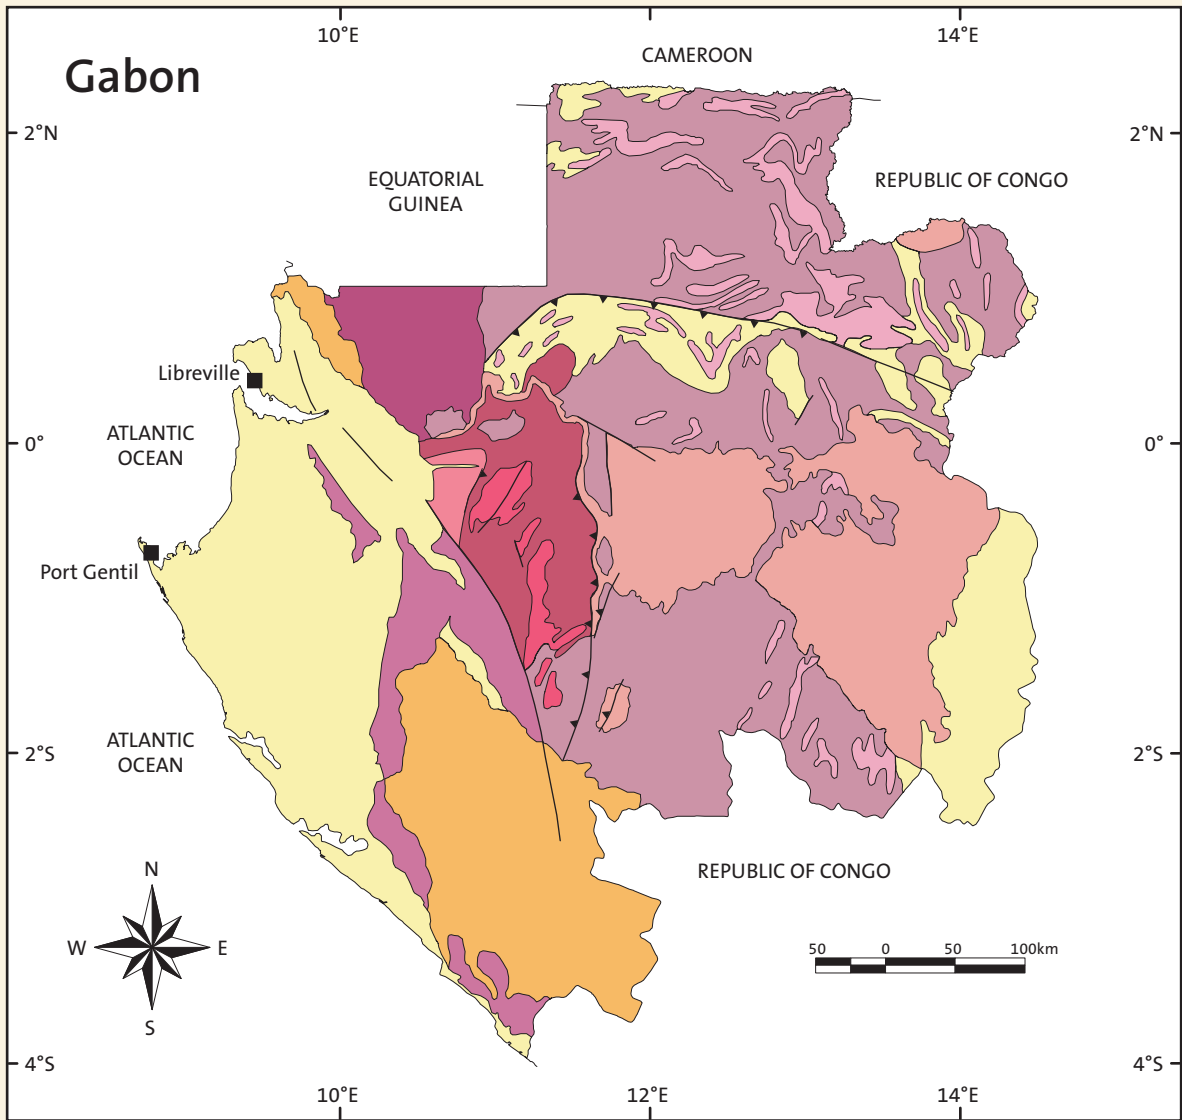 10°E
14°E
CAMEROON
Gabon
2°N
2°N
EQUATORIAL
GUINEA
REPUBLIC OF CONGO
Libreville
ATLANTIC
OCEAN
0°
0°
Port Gentil
ATLANTIC
OCEAN
2°S
2°S
REPUBLIC OF CONGO
N
W
E
S
50
0
50
100km
4°S
4°S
10°E
12°E
14°E